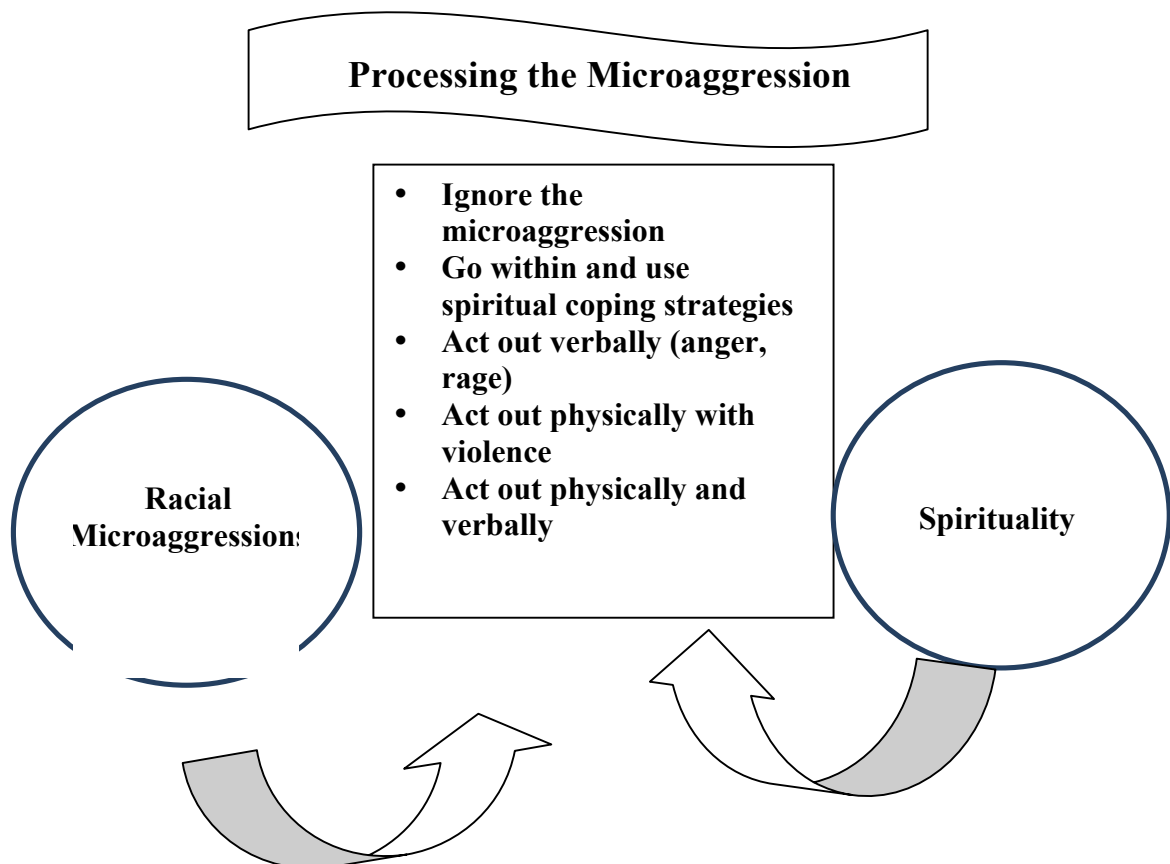 Processing the Microaggression
• Ignore the
microaggression
• Go within and use
spiritual coping strategies
• Act out verbally (anger,
rage)
• Act out physically with
violence
• Act out physically and
verbally
Racial
Microaggressions
Spirituality